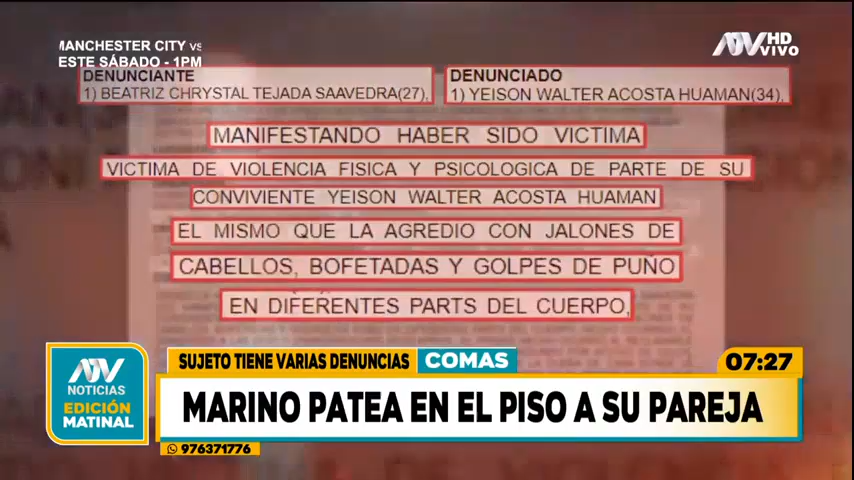 MANCHESTER CITY vs
ESTE SÁBADO - 1PM
ATV HD
VIVO
DENUNCIANTE
1) BEATRIZ CHRYSTAL TEJADA SAAVEDRA(27),
DENUNCIADO
1) YEISON WALTER ACOSTA HUAMAN(34),
MANIFESTANDO HABER SIDO VICTIMA
VICTIMA DE VIOLENCIA FISICA Y PSICOLOGICA DE PARTE DE SU
CONVIVIENTE YEISON WALTER ACOSTA HUAMAN
EL MISMO QUE LA AGREDIO CON JALONES DE
CABELLOS, BOFETADAS Y GOLPES DE PUÑO
EN DIFERENTES PARTS DEL CUERPO,
SUJETO TIENE VARIAS DENUNCIAS
COMAS
07:27
ATV
NOTICIAS
EDICIÓN
MATINAL
MARINO PATEA EN EL PISO A SU PAREJA
976371776